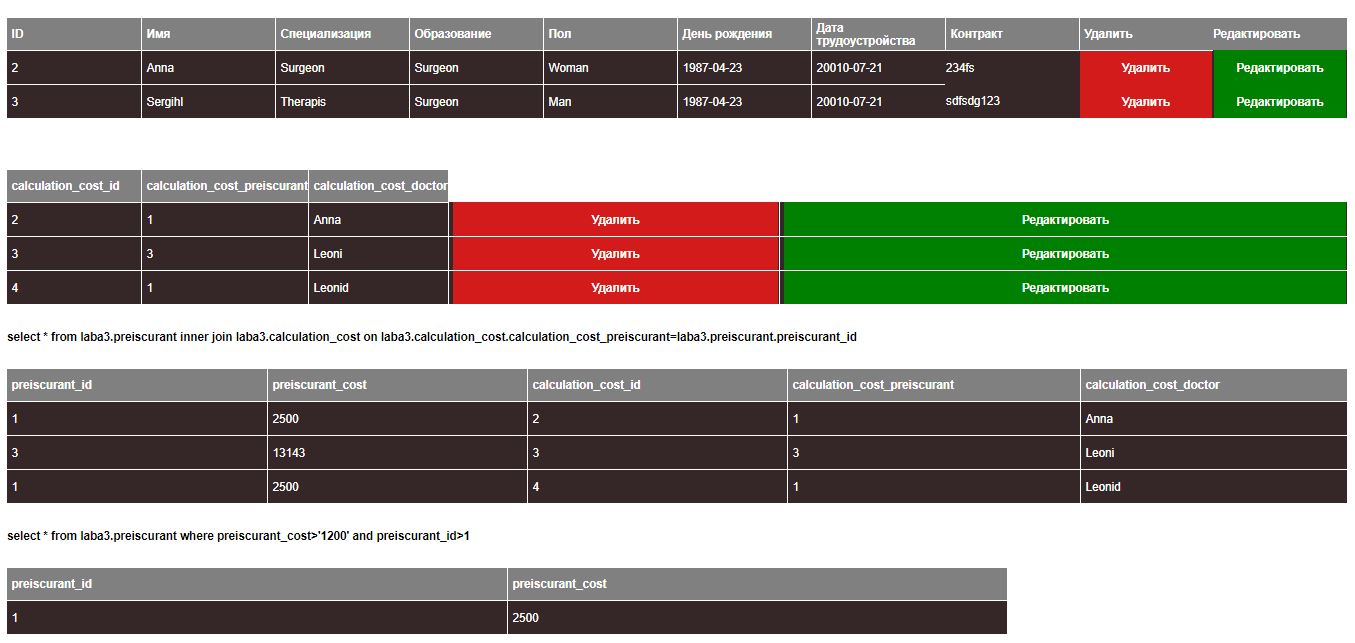 ID Имя Специализация Образование Пол День рождения Дата трудоустройства Контракт Удалить Редактировать
2 Anna Surgeon Surgeon Woman 1987-04-23 20010-07-21 234fs Удалить Редактировать
3 Sergihl Therapis Surgeon Man 1987-04-23 20010-07-21 sdfsdg123 Удалить Редактировать
calculation_cost_id calculation_cost_preiscurant calculation_cost_doctor
2 1 Anna Удалить Редактировать
3 3 Leoni Удалить Редактировать
4 1 Leonid Удалить Редактировать
select * from laba3.preiscurant inner join laba3.calculation_cost on laba3.calculation_cost.calculation_cost_preiscurant=laba3.preiscurant.preiscurant_id
preiscurant_id preiscurant_cost calculation_cost_id calculation_cost_preiscurant calculation_cost_doctor
1 2500 2 1 Anna
3 13143 3 3 Leoni
1 2500 4 1 Leonid
select * from laba3.preiscurant where preiscurant_cost>'1200' and preiscurant_id>1
preiscurant_id preiscurant_cost
1 2500